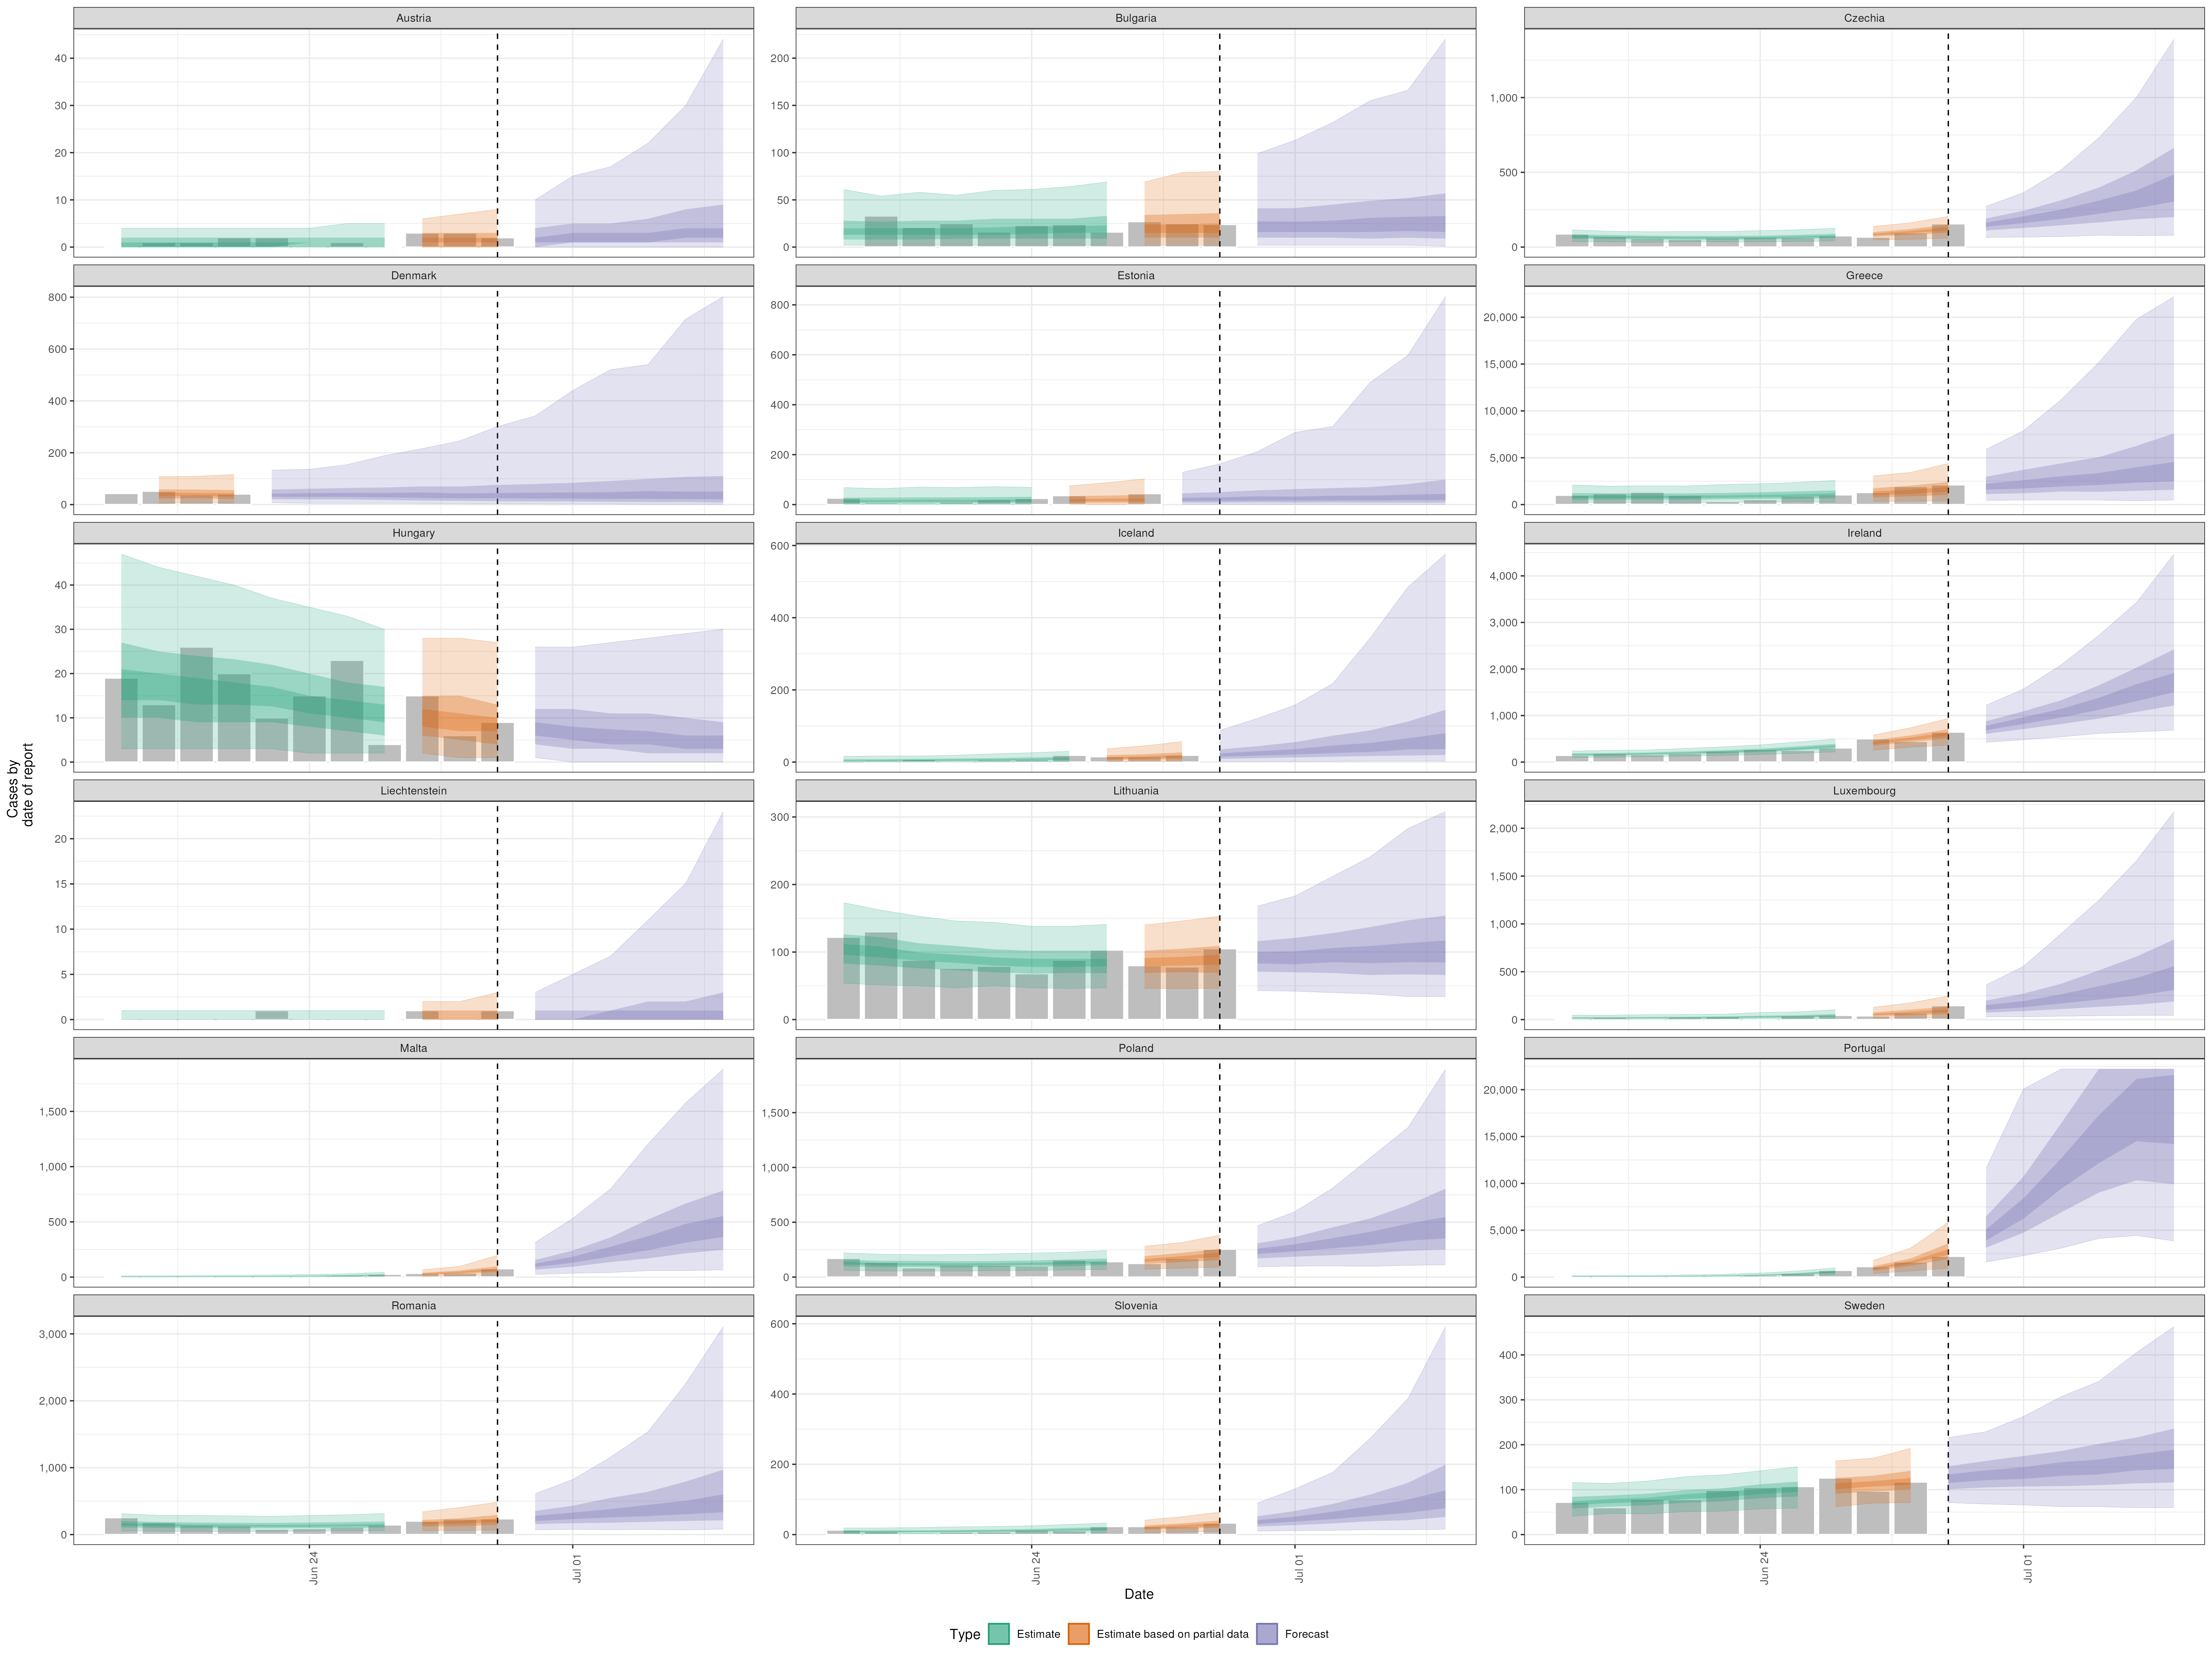 Austria
Bulgaria
Czechia
40
30
20
10
0
200
150
100
50
0
1,000
500
0
Denmark
Estonia
Greece
800
600
400
200
0
800
600
400
200
0
20,000
15,000
10,000
5,000
0
Hungary
Iceland
Ireland
40
30
20
10
0
600
400
200
0
4,000
3,000
2,000
1,000
0
Cases by
date of report
Liechtenstein
Lithuania
Luxembourg
20
15
10
5
0
300
200
100
0
2,000
1,500
1,000
500
0
Malta
Poland
Portugal
1,500
1,000
500
0
1,500
1,000
500
0
20,000
15,000
10,000
5,000
0
Romania
Slovenia
Sweden
3,000
2,000
1,000
0
600
400
200
0
400
300
200
100
0
Jun 24
Jul 01
Jun 24
Jul 01
Jun 24
Jul 01
Date
Type Estimate Estimate based on partial data Forecast